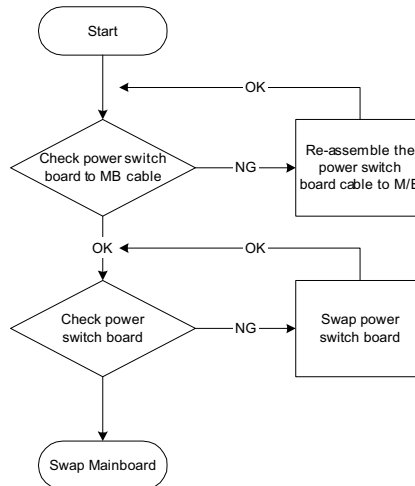 Start
OK
Check power switch
board to MB cable
NG
Re-assemble the
power switch
board cable to M/B
OK
OK
Check power
switch board
NG
Swap power
switch board
Swap Mainboard